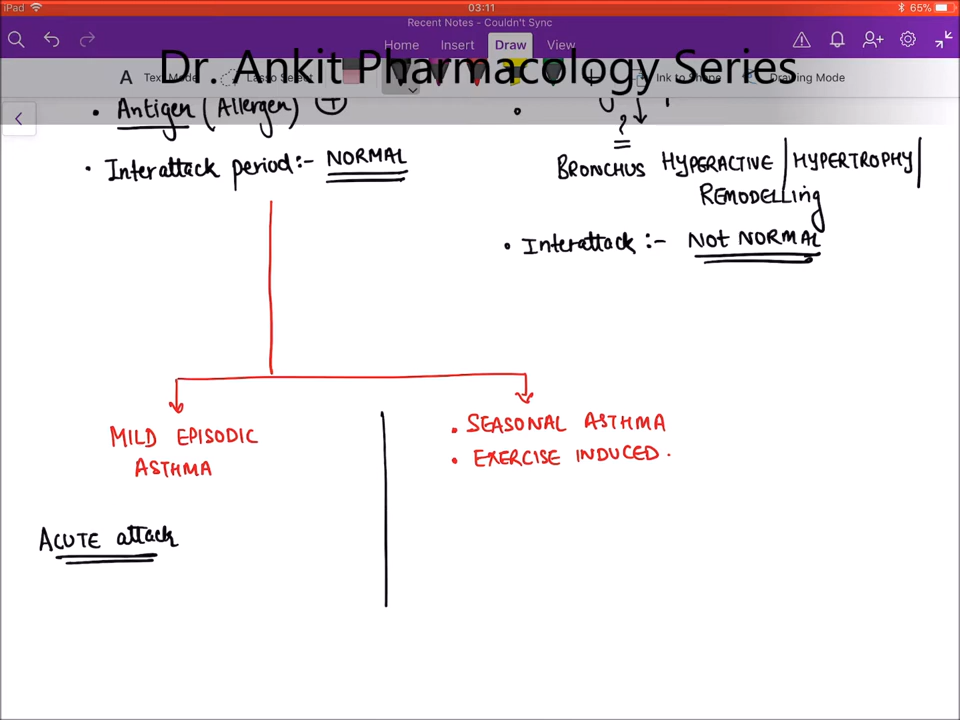 iPad 03:11 65%
Recent Notes - Couldn't Sync
Home Insert Draw View
Dr. Ankit Pharmacology Series
A Text Mode Lasso Select Ink to Shape Drawing Mode
• Antigen (Allergen) +
• Interattack period:- NORMAL
?
BRONCHUS HYPERACTIVE | HYPERTROPHY |
REMODELLing
• Interattack :- NOT NORMAL
MILD EPISODIC
ASTHMA
• SEASONAL ASTHMA
• EXERCISE INDUCED.
ACUTE attack